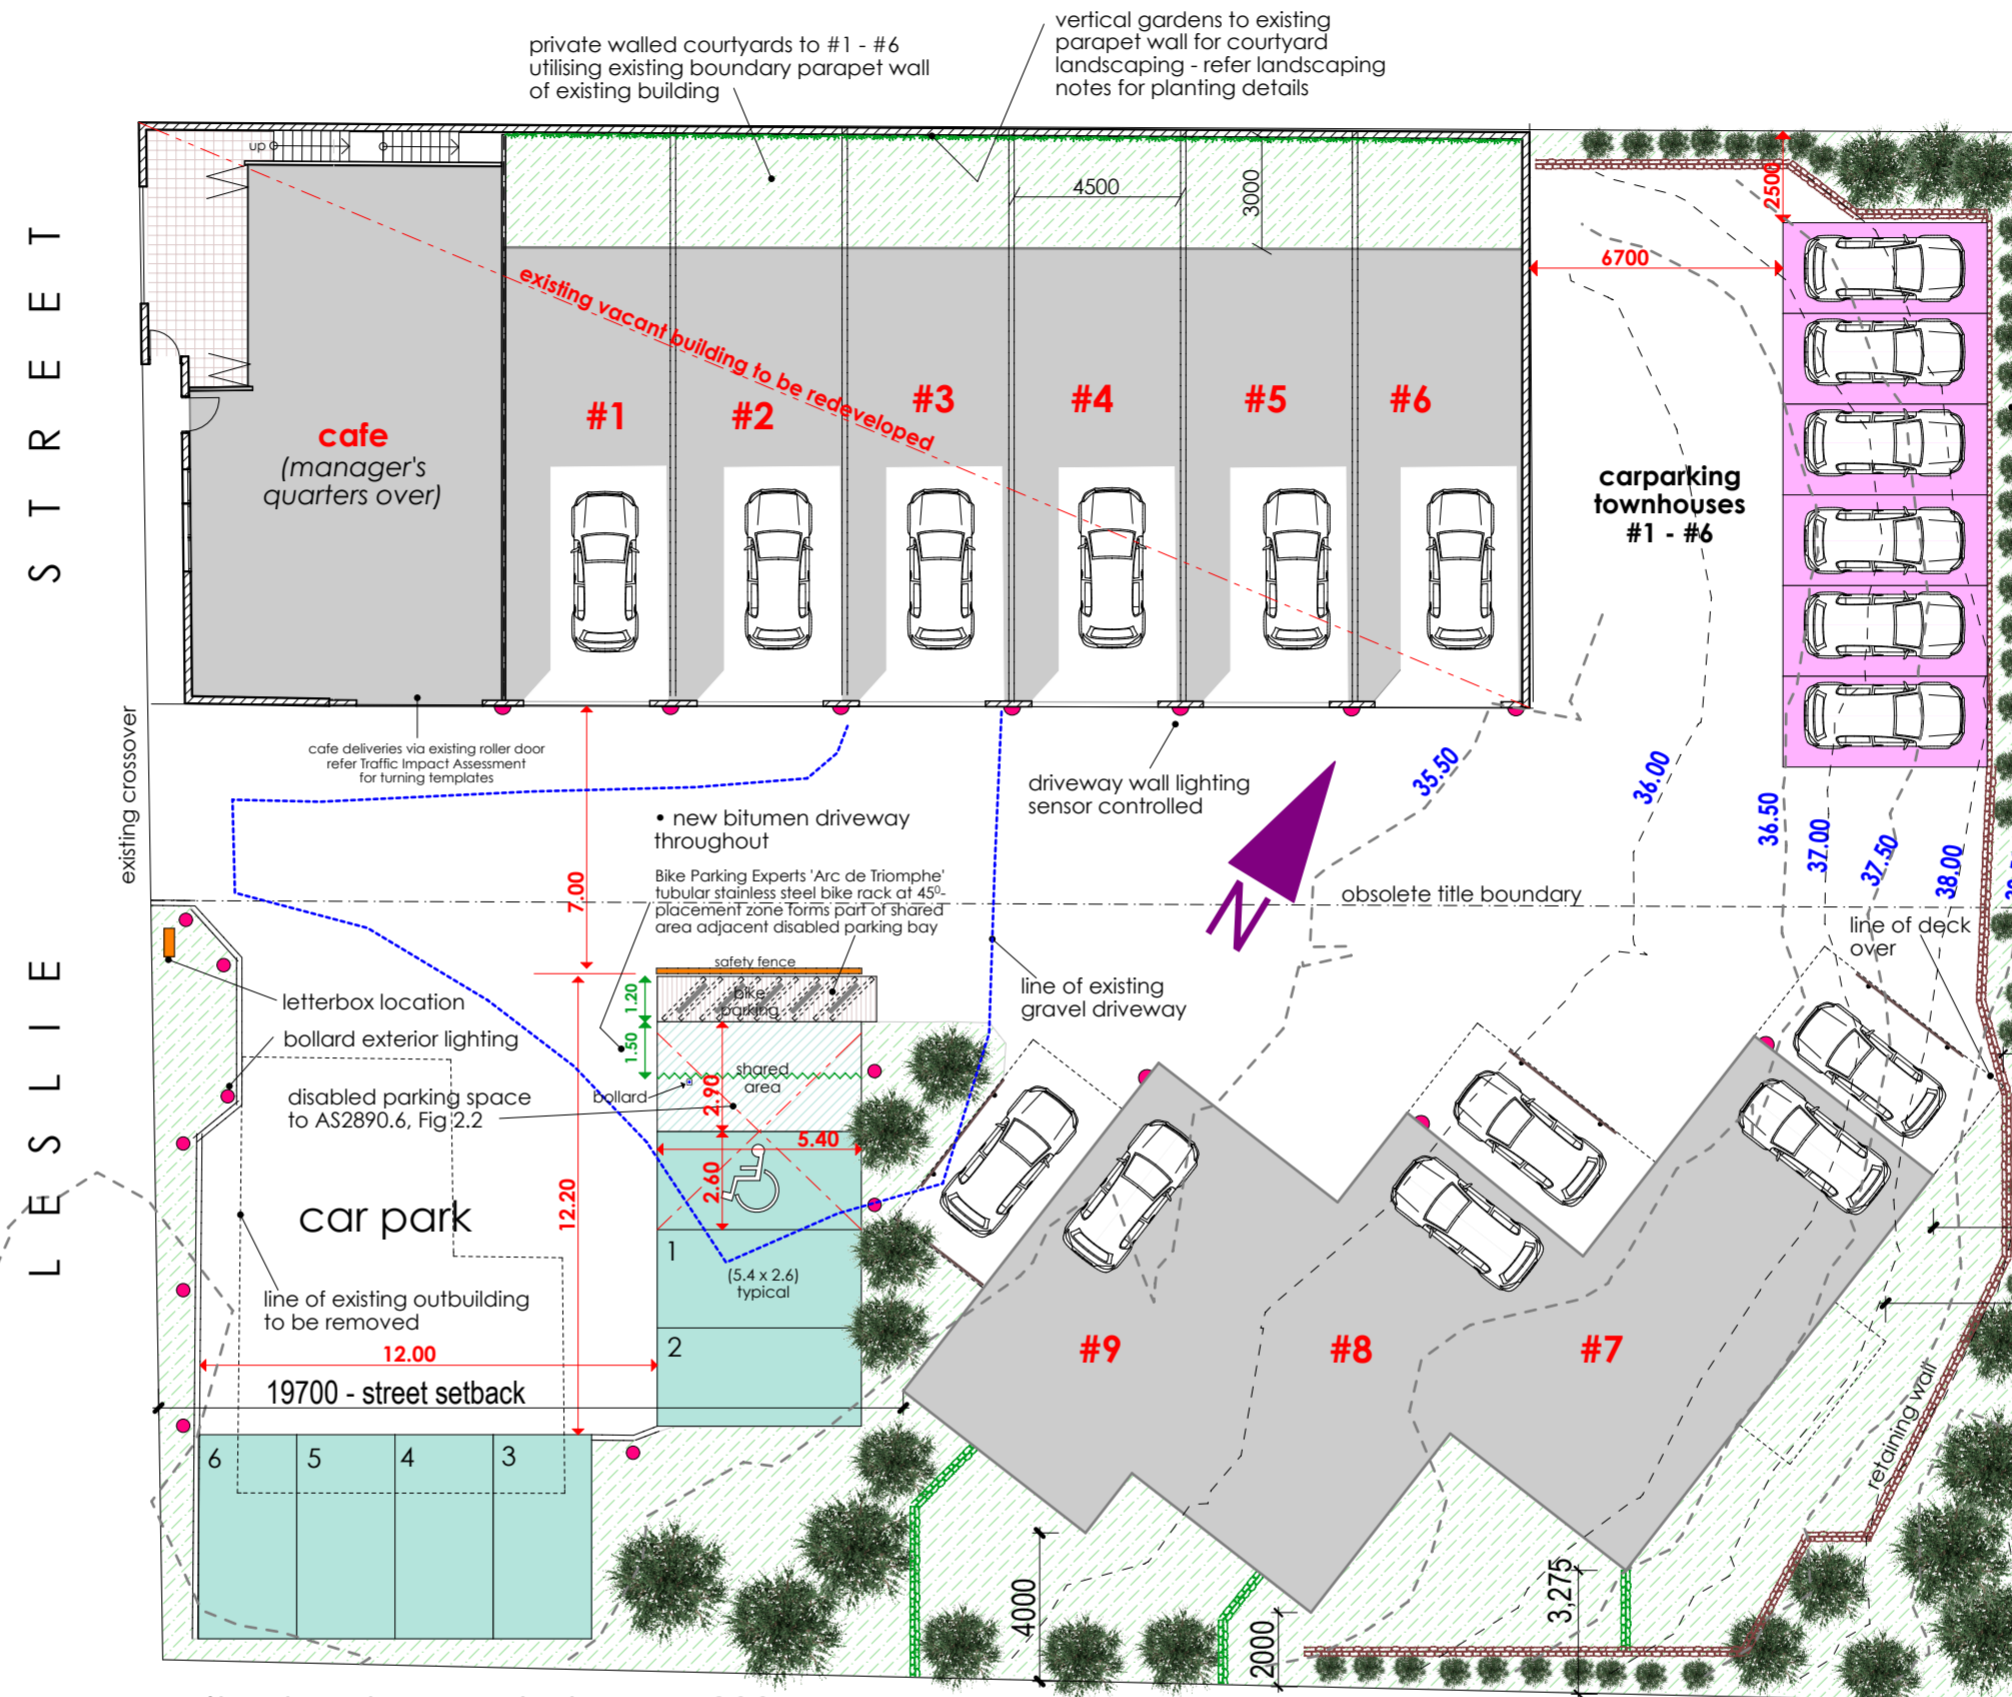 private walled courtyards to #1 - #6
utilising existing boundary parapet wall
of existing building
vertical gardens to existing
parapet wall for courtyard
landscaping - refer landscaping
notes for planting details
up
4500
3000
2500
6700
existing vacant building to be redeveloped
#1
#2
#3
#4
#5
#6
cafe
(manager's
quarters over)
carparking
townhouses
#1 - #6
LESLIE STREET
existing crossover
cafe deliveries via existing roller door
refer Traffic Impact Assessment
for turning templates
driveway wall lighting
sensor controlled
35.50
36.00
36.50
37.00
37.50
38.00
• new bitumen driveway
throughout
Bike Parking Experts 'Arc de Triomphe'
tubular stainless steel bike rack at 45⁰-
placement zone forms part of shared
area adjacent disabled parking bay
7.00
N
obsolete title boundary
line of deck
over
safety fence
bike
parking
1.20
1.50
shared
area
2.90
bollard
5.40
2.60
line of existing
gravel driveway
letterbox location
bollard exterior lighting
disabled parking space
to AS2890.6, Fig 2.2
12.20
car park
1
(5.4 x 2.6)
typical
2
line of existing outbuilding
to be removed
12.00
19700 - street setback
6
5
4
3
#9
#8
#7
retaining wall
4000
2000
3,275